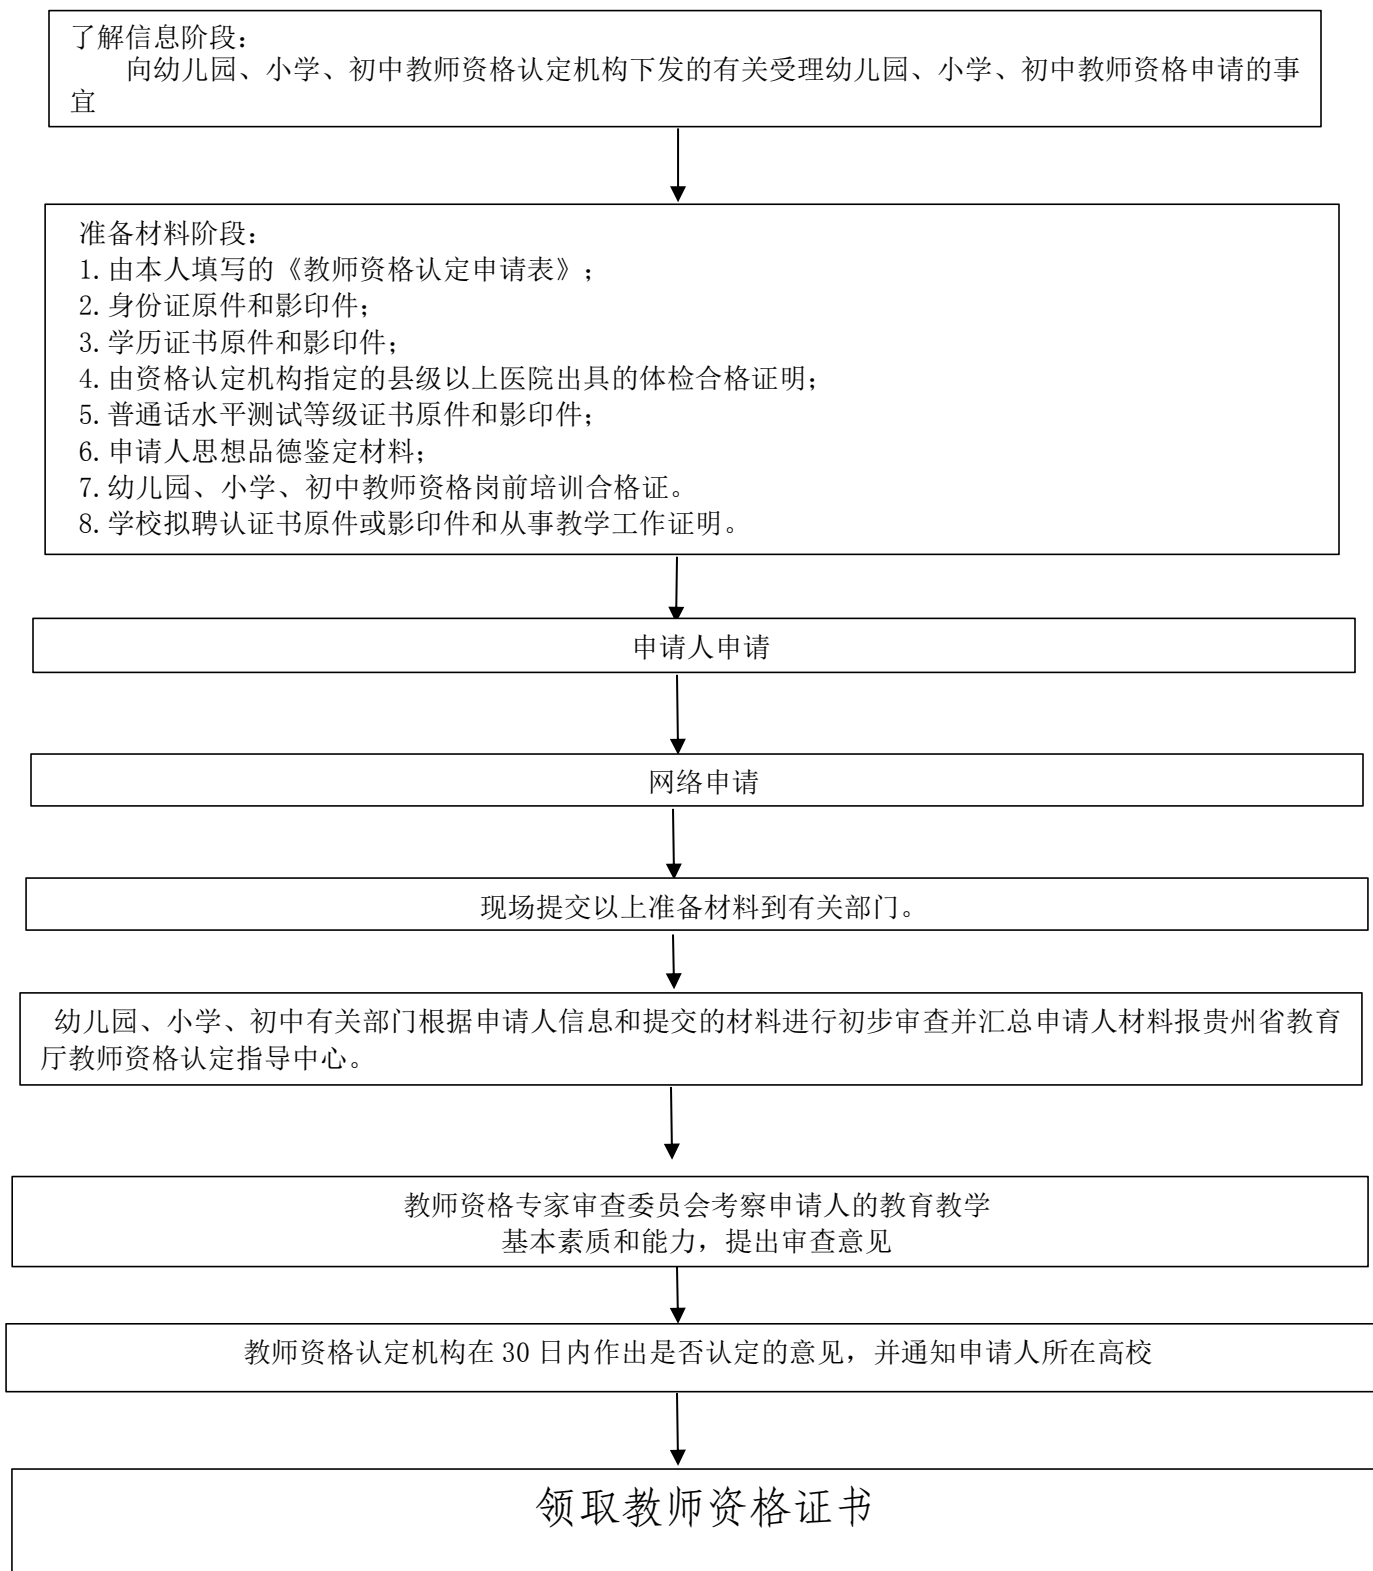 了解信息阶段：
向幼儿园、小学、初中教师资格认定机构下发的有关受理幼儿园、小学、初中教师资格申请的事
宜
准备材料阶段：
1.由本人填写的《教师资格认定申请表》；
2.身份证原件和影印件；
3.学历证书原件和影印件；
4.由资格认定机构指定的县级以上医院出具的体检合格证明；
5.普通话水平测试等级证书原件和影印件；
6.申请人思想品德鉴定材料；
7.幼儿园、小学、初中教师资格岗前培训合格证。
8.学校拟聘认证书原件或影印件和从事教学工作证明。
申请人申请
网络申请
现场提交以上准备材料到有关部门。
幼儿园、小学、初中有关部门根据申请人信息和提交的材料进行初步审查并汇总申请人材料报贵州省教育
厅教师资格认定指导中心。
教师资格专家审查委员会考察申请人的教育教学
基本素质和能力，提出审查意见
教师资格认定机构在 30 日内作出是否认定的意见，并通知申请人所在高校
领取教师资格证书